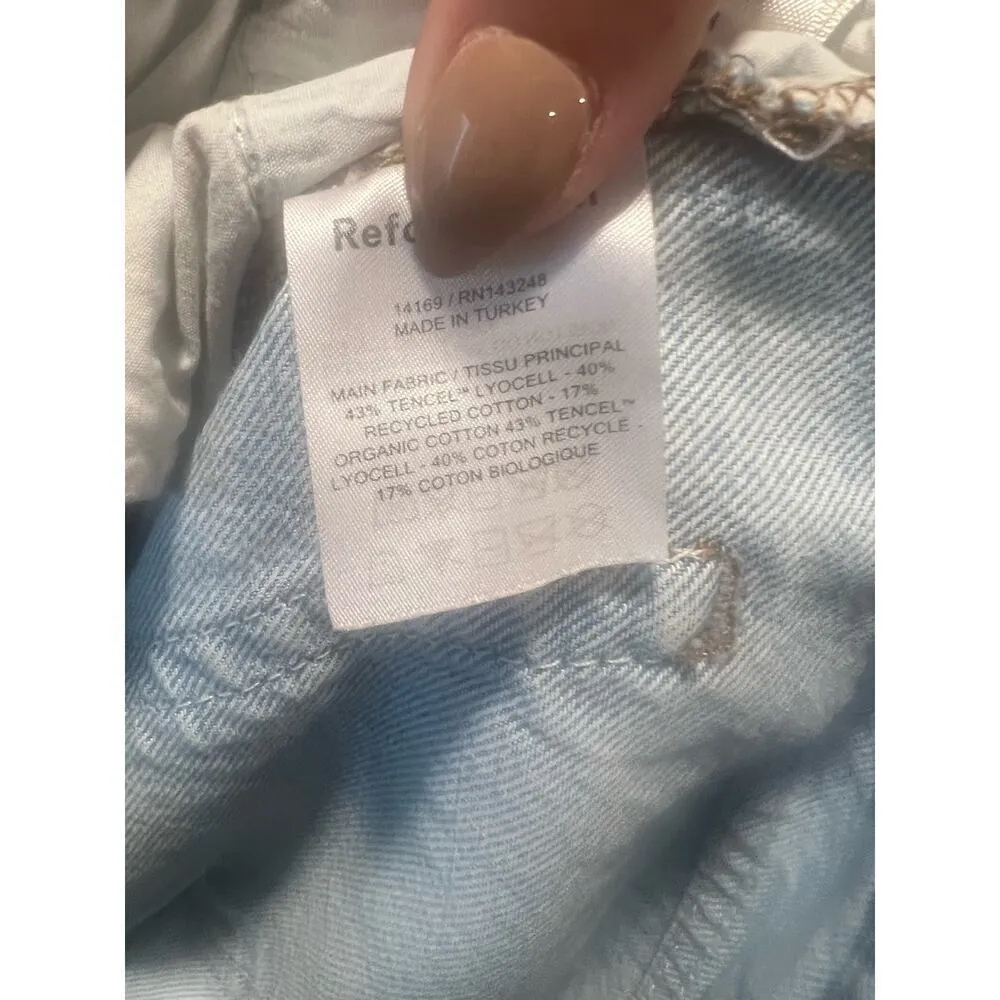 Refo
14169 / RN143248
MADE IN TURKEY
MAIN FABRIC / TISSU PRINCIPAL
43% TENCEL™ LYOCELL - 40%
RECYCLED COTTON - 17%
ORGANIC COTTON 43% TENCEL™
LYOCELL - 40% COTON RECYCLE -
17% COTON BIOLOGIQUE